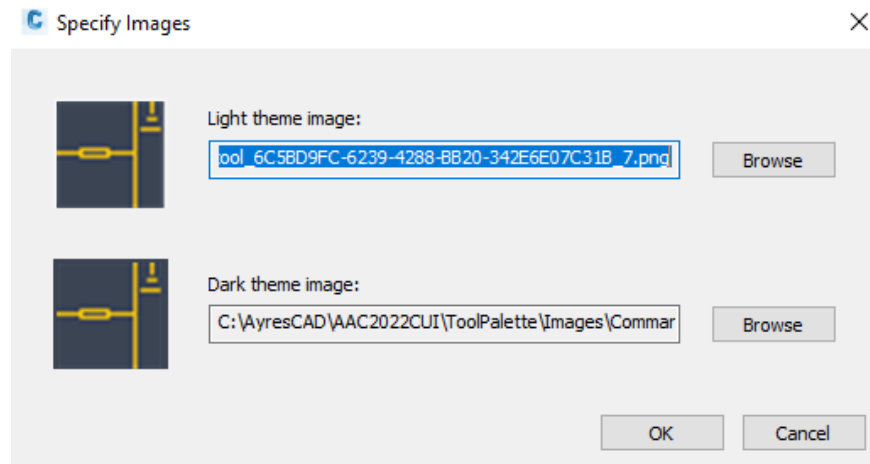 Specify Images
Light theme image:
ool_6C5BD9FC-6239-4288-BB20-342E6E07C31B_7.png
Browse
Dark theme image:
C:\AyresCAD\AAC2022CUI\ToolPalette\Images\Commar
Browse
OK
Cancel